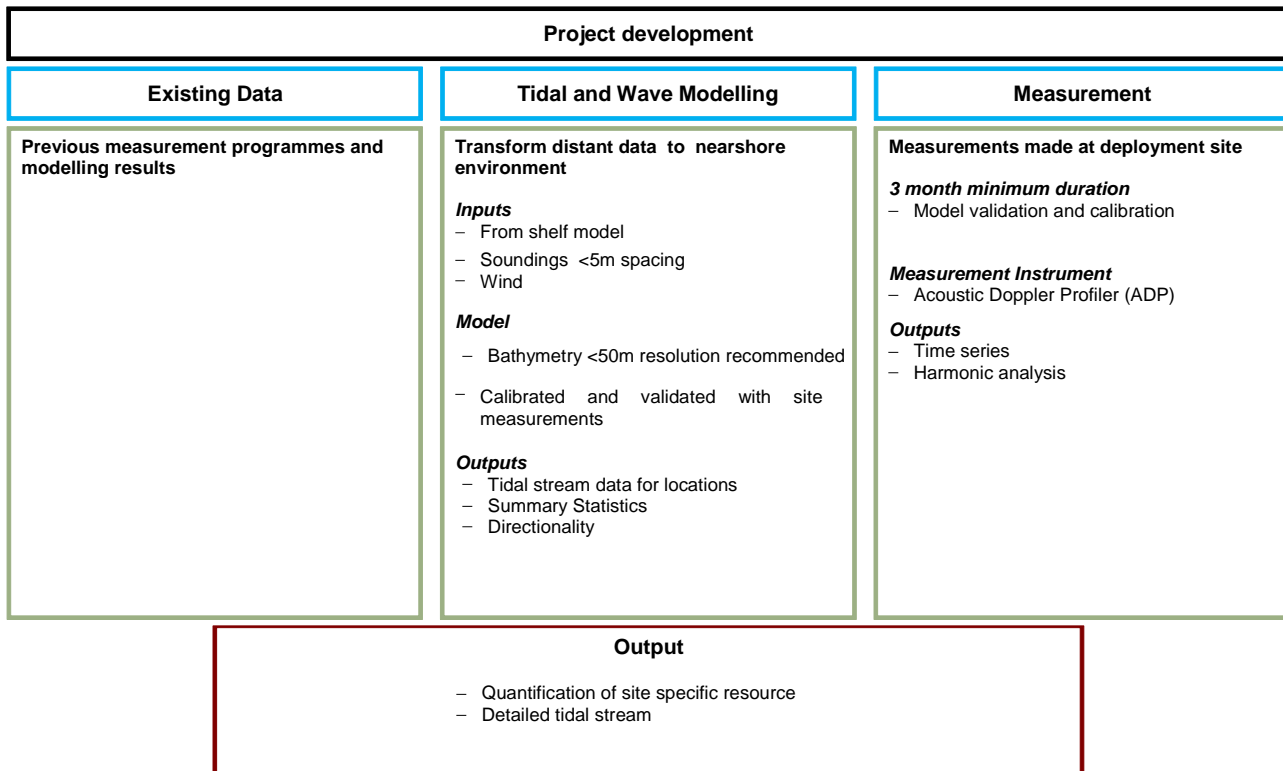 Project development
Existing Data
Previous measurement programmes and
modelling results
Tidal and Wave Modelling
Transform distant data to nearshore
environment
Inputs
– From shelf model
– Soundings <5m spacing
– Wind
Model
– Bathymetry <50m resolution recommended
– Calibrated and validated with site
measurements
Outputs
– Tidal stream data for locations
– Summary Statistics
– Directionality
Measurement
Measurements made at deployment site
3 month minimum duration
– Model validation and calibration
Measurement Instrument
– Acoustic Doppler Profiler (ADP)
Outputs
– Time series
– Harmonic analysis
Output
– Quantification of site specific resource
– Detailed tidal stream